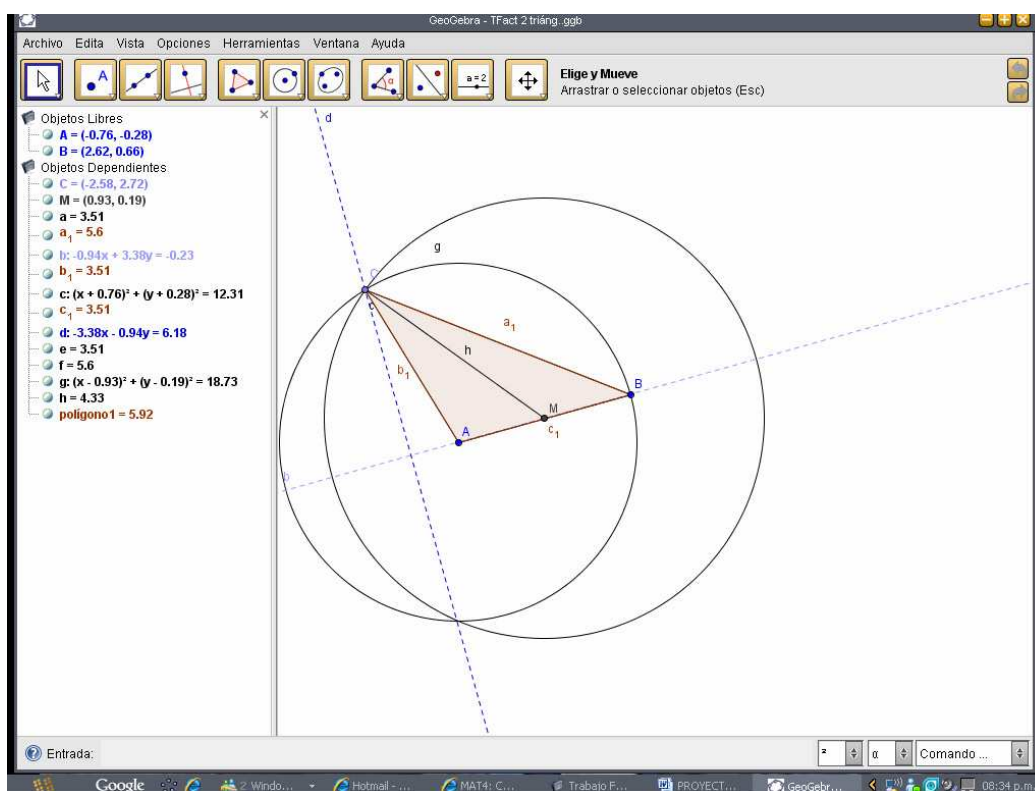 GeoGebra - TFact 2 triáng..ggb
Archivo Edita Vista Opciones Herramientas Ventana Ayuda
A
α
a=2
Elige y Mueve
Arrastrar o seleccionar objetos (Esc)
Objetos Libres
A = (-0.76, -0.28)
B = (2.62, 0.66)
Objetos Dependientes
C = (-2.58, 2.72)
M = (0.93, 0.19)
a = 3.51
a₁ = 5.6
b: -0.94x + 3.38y = -0.23
b₁ = 3.51
c: (x + 0.76)² + (y + 0.28)² = 12.31
c₁ = 3.51
d: -3.38x - 0.94y = 6.18
e = 3.51
f = 5.6
g: (x - 0.93)² + (y - 0.19)² = 18.73
h = 4.33
polígono1 = 5.92
d
g
C
c
a₁
h
b₁
B
M
c₁
A
b
Entrada:
² α Comando ...
Google 2 Windo... Hotmail - ... MAT4: C... Trabajo F... PROYECT... GeoGebr... 08:34 p.m.